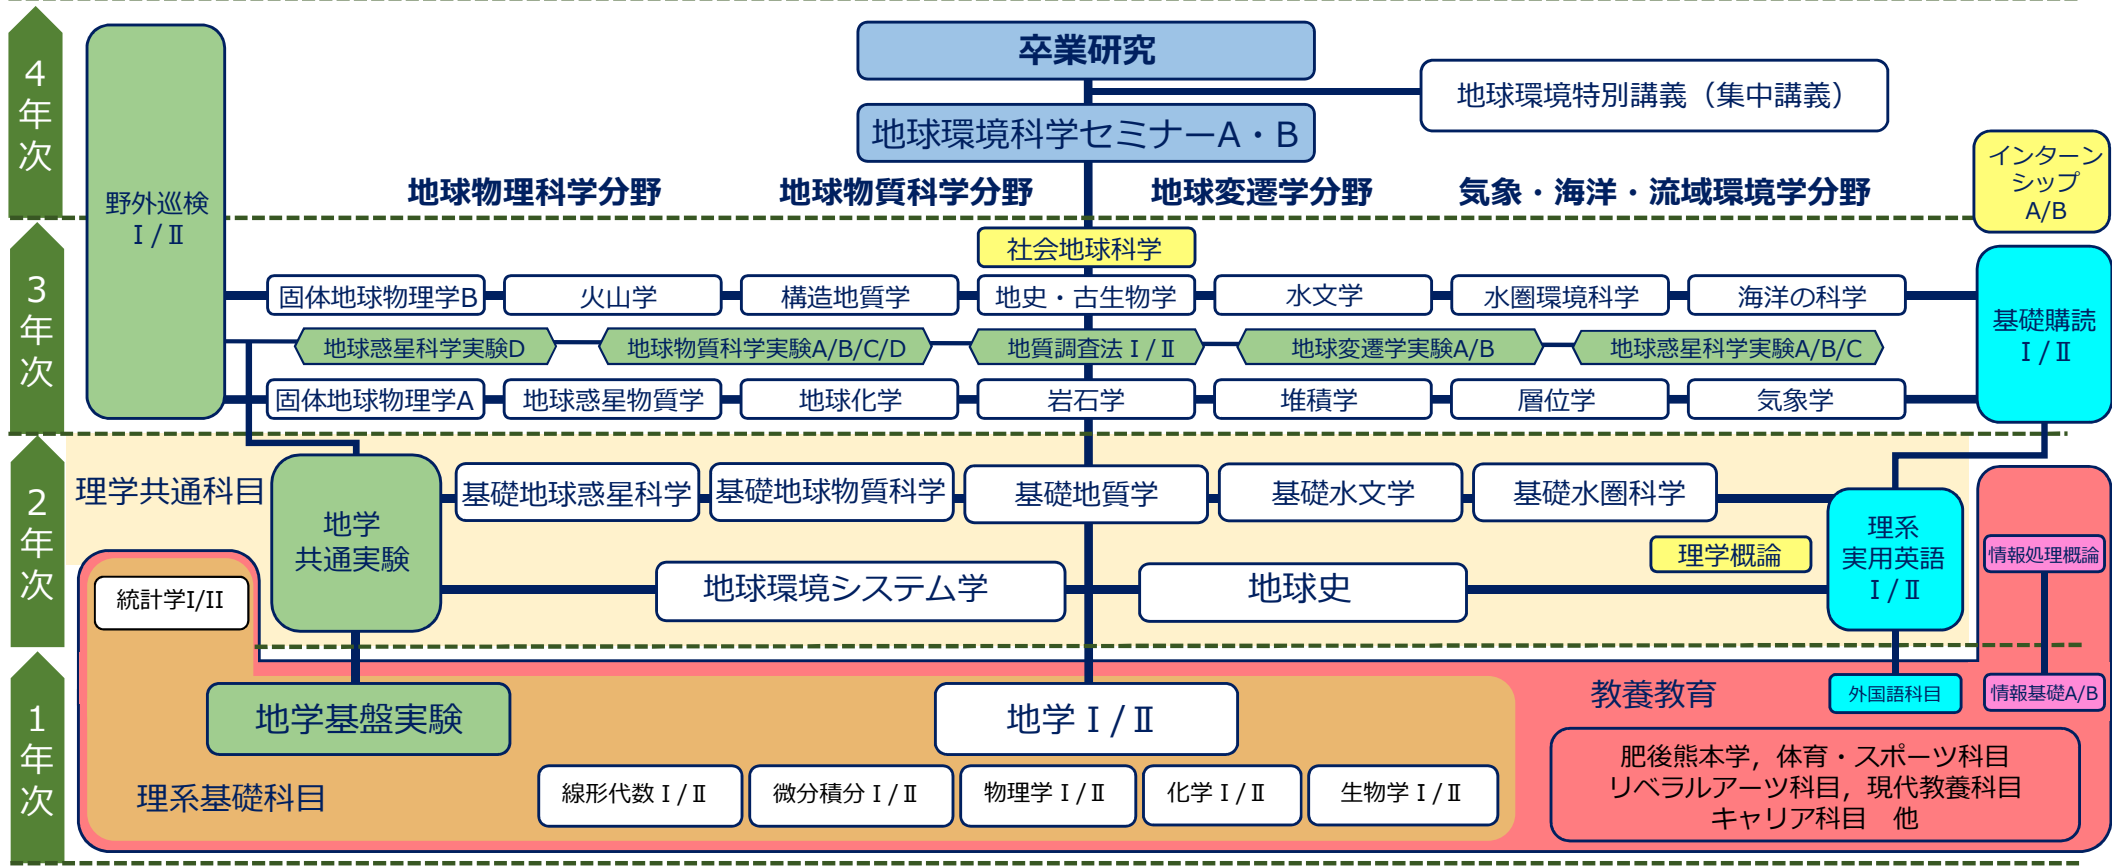 4
年
次
卒業研究
地球環境特別講義（集中講義）
地球環境科学セミナーA・B
野外巡検
Ⅰ/Ⅱ
地球物理科学分野
地球物質科学分野
地球変遷学分野
気象・海洋・流域環境学分野
インターン
シップ
A/B
3
年
次
社会地球科学
固体地球物理学B
火山学
構造地質学
地史・古生物学
水文学
水圏環境科学
海洋の科学
基礎購読
Ⅰ/Ⅱ
地球惑星科学実験D
地球物質科学実験A/B/C/D
地質調査法Ⅰ/Ⅱ
地球変遷学実験A/B
地球惑星科学実験A/B/C
固体地球物理学A
地球惑星物質学
地球化学
岩石学
堆積学
層位学
気象学
2
年
次
理学共通科目
地学
共通実験
基礎地球惑星科学
基礎地球物質科学
基礎地質学
基礎水文学
基礎水圏科学
理系
実用英語
Ⅰ/Ⅱ
理学概論
情報処理概論
統計学I/II
地球環境システム学
地球史
1
年
次
地学基盤実験
地学Ⅰ/Ⅱ
教養教育
外国語科目
情報基礎A/B
理系基礎科目
線形代数Ⅰ/Ⅱ
微分積分Ⅰ/Ⅱ
物理学Ⅰ/Ⅱ
化学Ⅰ/Ⅱ
生物学Ⅰ/Ⅱ
肥後熊本学，体育・スポーツ科目
リベラルアーツ科目，現代教養科目
キャリア科目　他